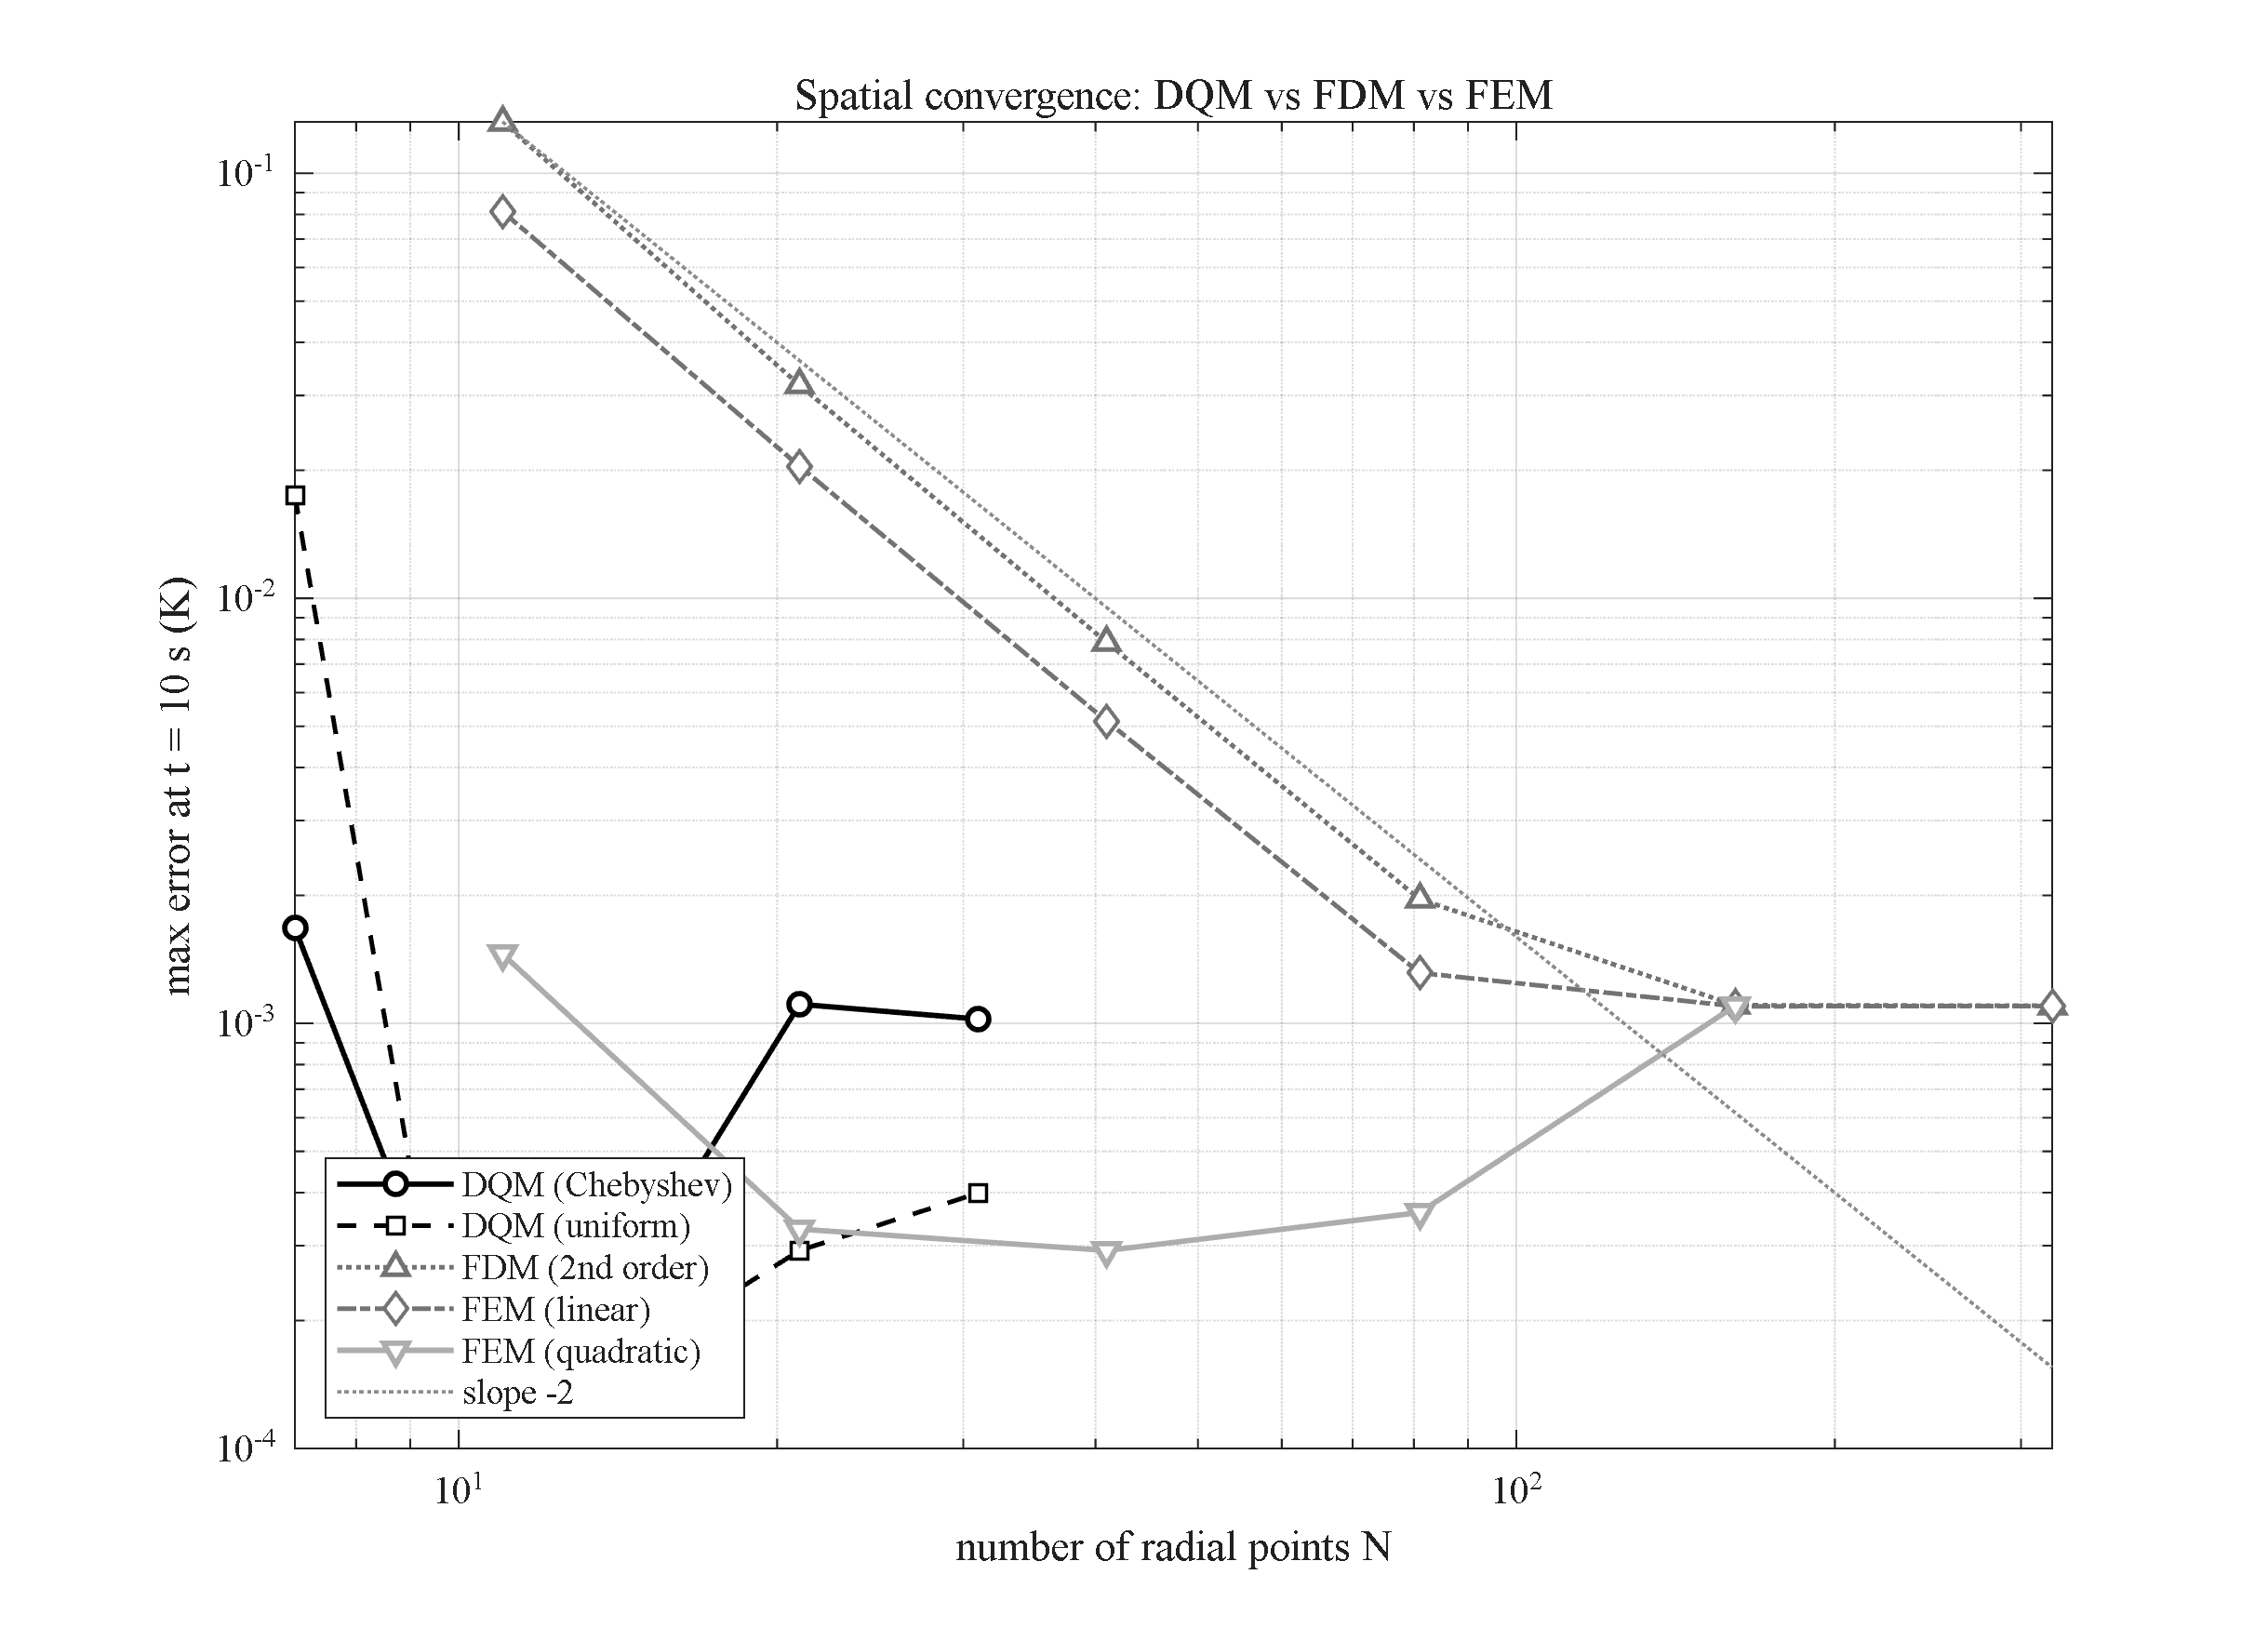 Spatial convergence: DQM vs FDM vs FEM
max error at t = 10 s (K)
10^-1
10^-2
10^-3
10^-4
DQM (Chebyshev)
DQM (uniform)
FDM (2nd order)
FEM (linear)
FEM (quadratic)
slope -2
10^1
10^2
number of radial points N